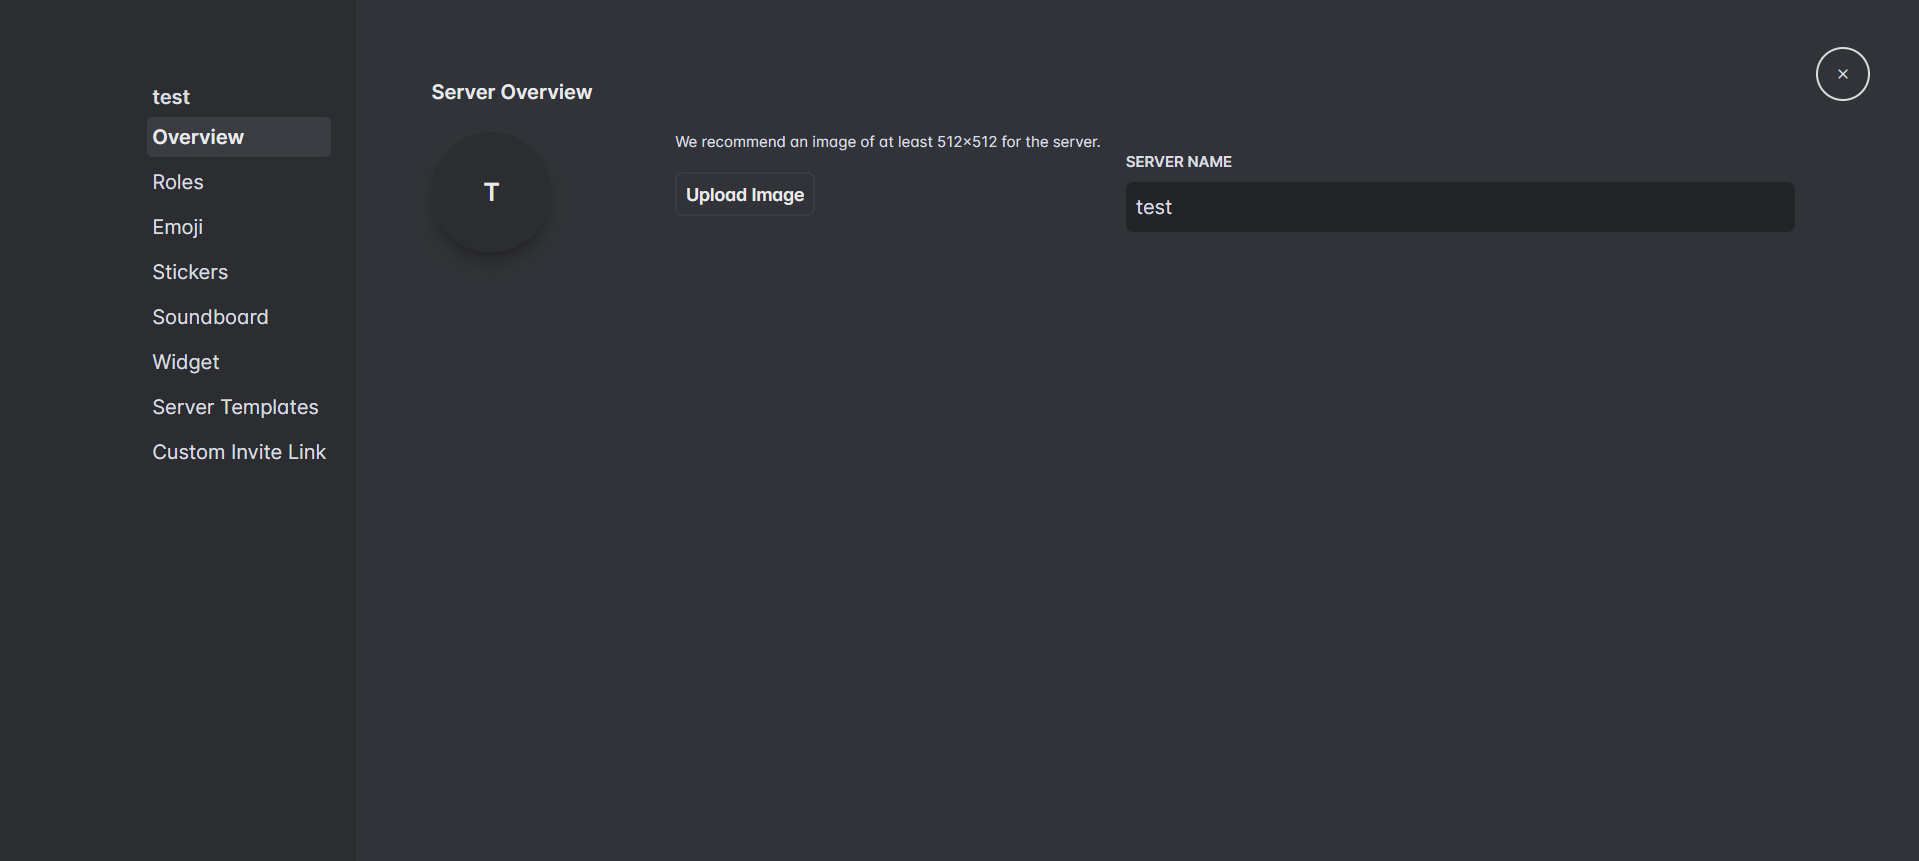 test
Overview
Roles
Emoji
Stickers
Soundboard
Widget
Server Templates
Custom Invite Link
Server Overview
T
We recommend an image of at least 512×512 for the server.
Upload Image
SERVER NAME
test